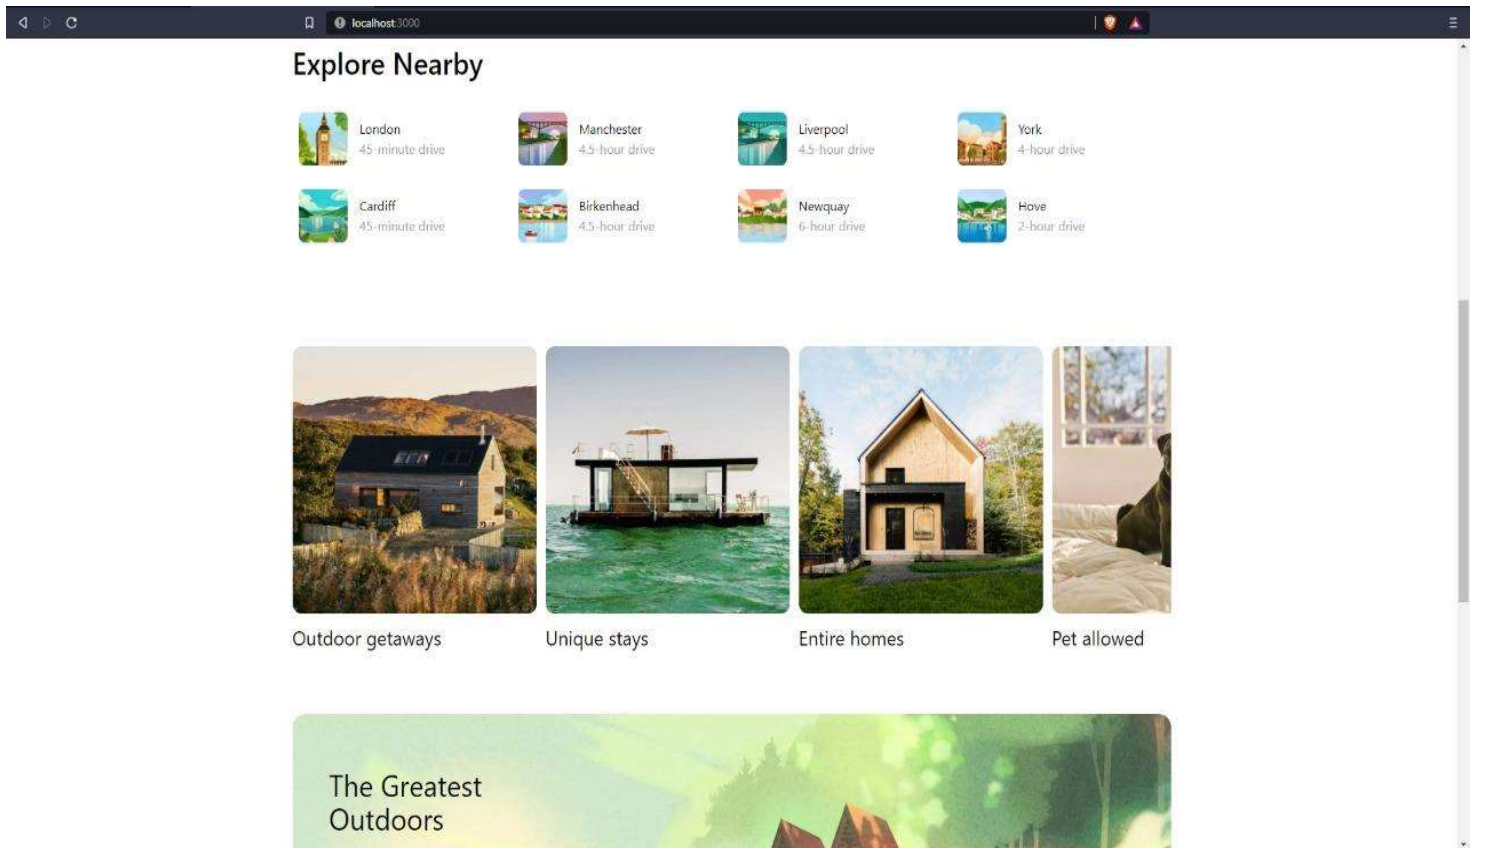 localhost:3000
Explore Nearby
London
45-minute drive
Manchester
4.5-hour drive
Liverpool
4.5-hour drive
York
4-hour drive
Cardiff
45-minute drive
Birkenhead
4.5-hour drive
Newquay
6-hour drive
Hove
2-hour drive
Outdoor getaways
Unique stays
Entire homes
Pet allowed
The Greatest
Outdoors